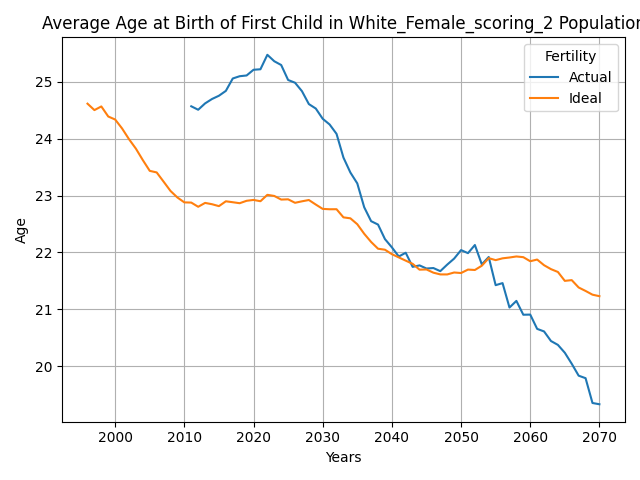 Average Age at Birth of First Child in White_Female_scoring_2 Population
Fertility
Actual
Ideal
25
24
23
22
21
20
Age
2000
2010
2020
2030
2040
2050
2060
2070
Years